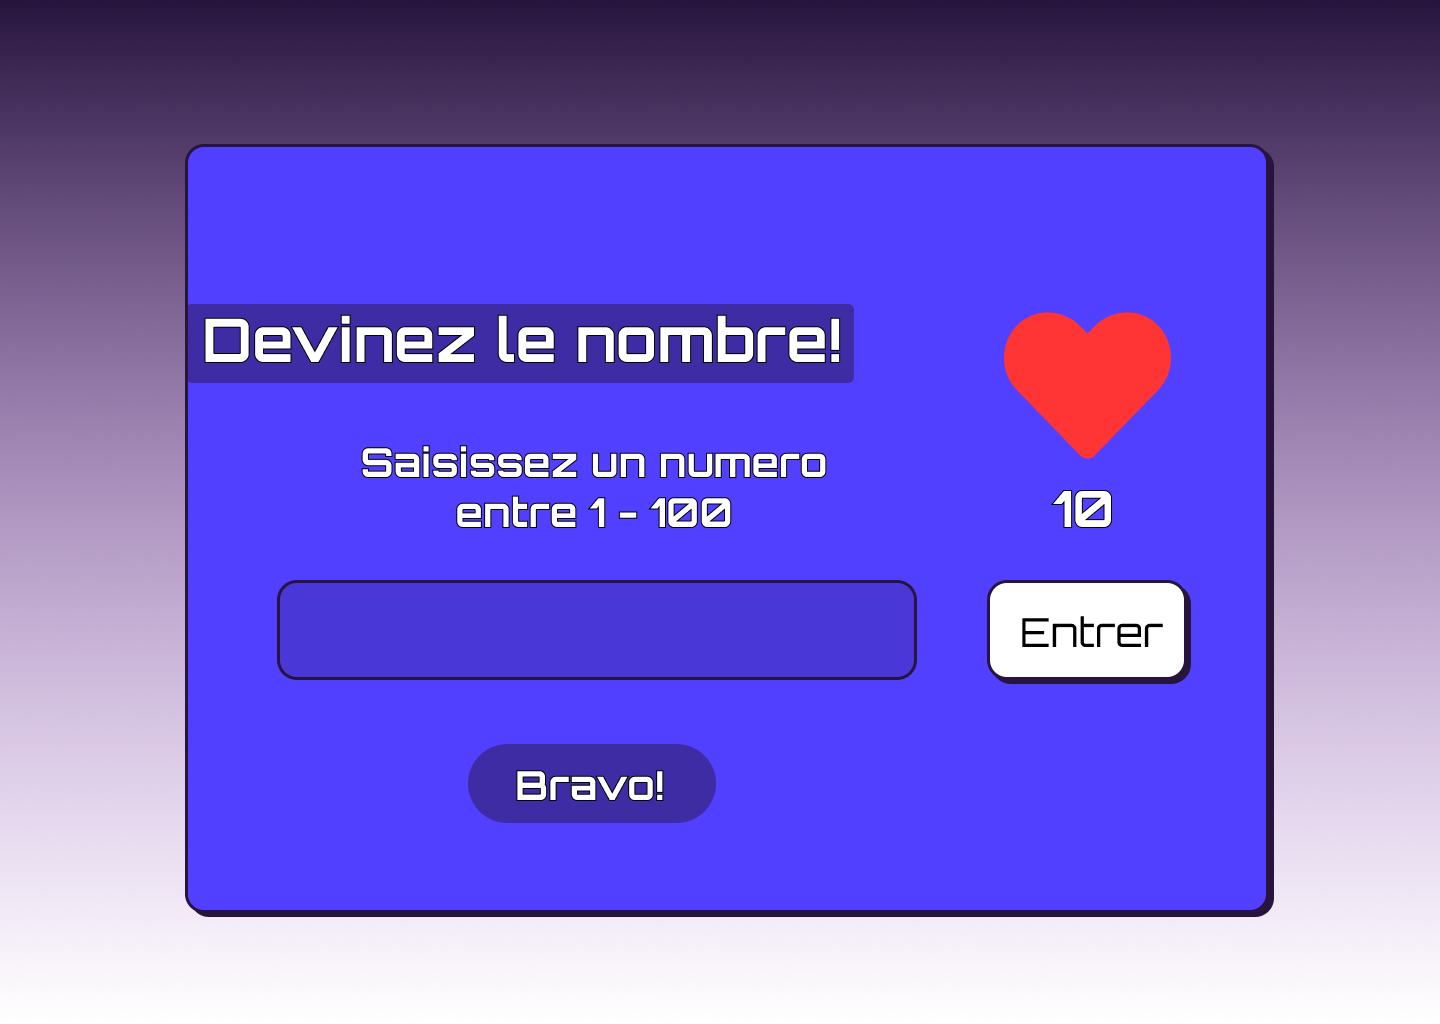 Devinez le nombre!
Saisissez un numero
entre 1 - 100
10
Entrer
Bravo!